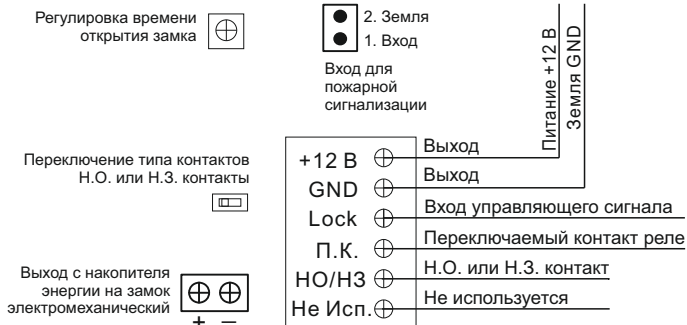 Регулировка времени
открытия замка
2. Земля
1. Вход
Вход для
пожарной
сигнализации
Питание +12 В
Земля GND
Переключение типа контактов
Н.О. или Н.З. контакты
+12 В
Выход
GND
Выход
Lock
Вход управляющего сигнала
П.К.
Переключаемый контакт реле
НО/НЗ
Н.О. или Н.З. контакт
Не Исп.
Не используется
Выход с накопителя
энергии на замок
электромеханический
+ –